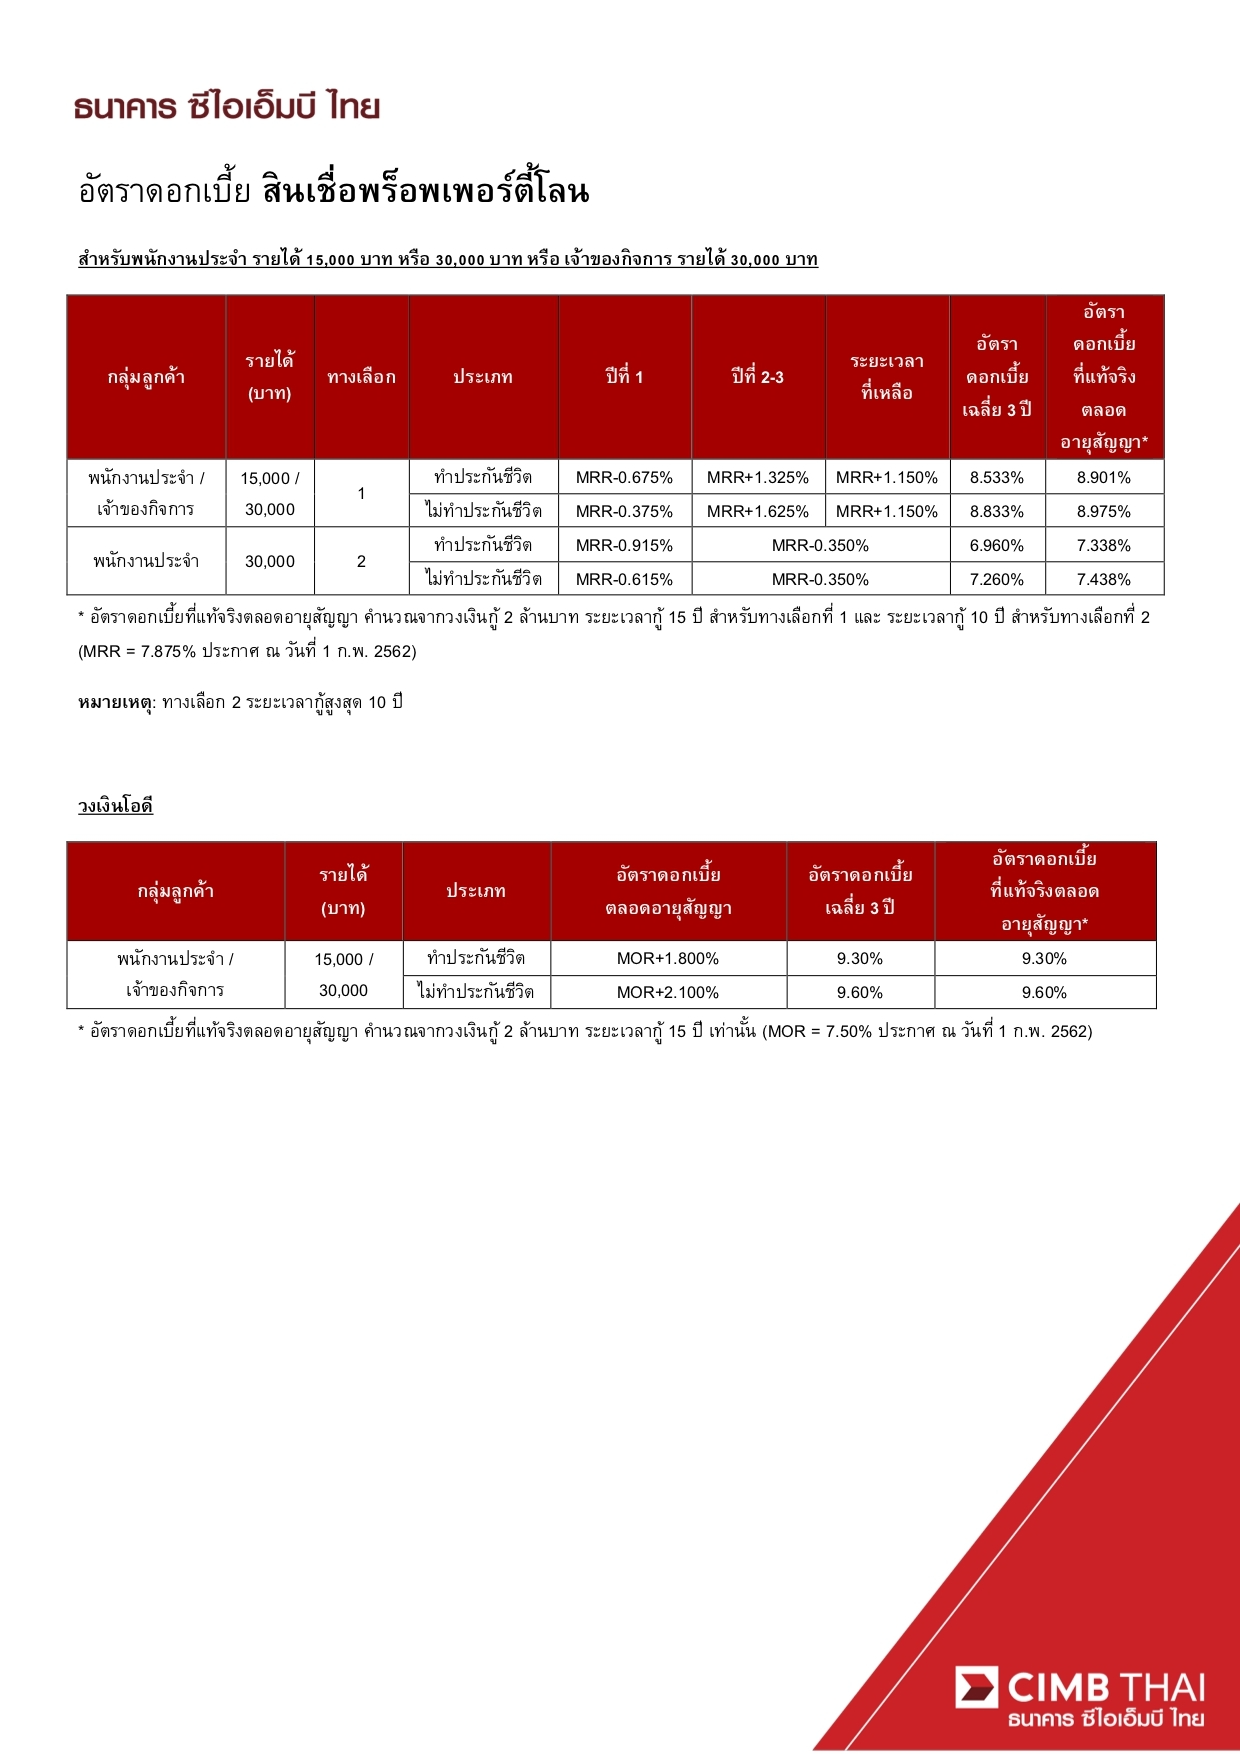 ธนาคาร ซีไอเอ็มบี ไทย
อัตราดอกเบี้ย สินเชื่อพร็อพเพอร์ตี้โลน
สำหรับพนักงานประจำ รายได้ 15,000 บาท หรือ 30,000 บาท หรือ เจ้าของกิจการ รายได้ 30,000 บาท
กลุ่มลูกค้า รายได้ (บาท) ทางเลือก ประเภท ปีที่ 1 ปีที่ 2-3 ระยะเวลาที่เหลือ อัตราดอกเบี้ยเฉลี่ย 3 ปี อัตราดอกเบี้ยที่แท้จริงตลอดอายุสัญญา*
พนักงานประจำ / เจ้าของกิจการ 15,000 / 30,000 1 ทำประกันชีวิต MRR-0.675% MRR+1.325% MRR+1.150% 8.533% 8.901%
ไม่ทำประกันชีวิต MRR-0.375% MRR+1.625% MRR+1.150% 8.833% 8.975%
พนักงานประจำ 30,000 2 ทำประกันชีวิต MRR-0.915% MRR-0.350% 6.960% 7.338%
ไม่ทำประกันชีวิต MRR-0.615% MRR-0.350% 7.260% 7.438%
* อัตราดอกเบี้ยที่แท้จริงตลอดอายุสัญญา คำนวณจากวงเงินกู้ 2 ล้านบาท ระยะเวลากู้ 15 ปี สำหรับทางเลือกที่ 1 และ ระยะเวลากู้ 10 ปี สำหรับทางเลือกที่ 2
(MRR = 7.875% ประกาศ ณ วันที่ 1 ก.พ. 2562)
หมายเหตุ: ทางเลือก 2 ระยะเวลากู้สูงสุด 10 ปี
วงเงินโอดี
กลุ่มลูกค้า รายได้ (บาท) ประเภท อัตราดอกเบี้ยตลอดอายุสัญญา อัตราดอกเบี้ยเฉลี่ย 3 ปี อัตราดอกเบี้ยที่แท้จริงตลอดอายุสัญญา*
พนักงานประจำ / เจ้าของกิจการ 15,000 / 30,000 ทำประกันชีวิต MOR+1.800% 9.30% 9.30%
ไม่ทำประกันชีวิต MOR+2.100% 9.60% 9.60%
* อัตราดอกเบี้ยที่แท้จริงตลอดอายุสัญญา คำนวณจากวงเงินกู้ 2 ล้านบาท ระยะเวลากู้ 15 ปี เท่านั้น (MOR = 7.50% ประกาศ ณ วันที่ 1 ก.พ. 2562)
CIMB THAI
ธนาคาร ซีไอเอ็มบี ไทย